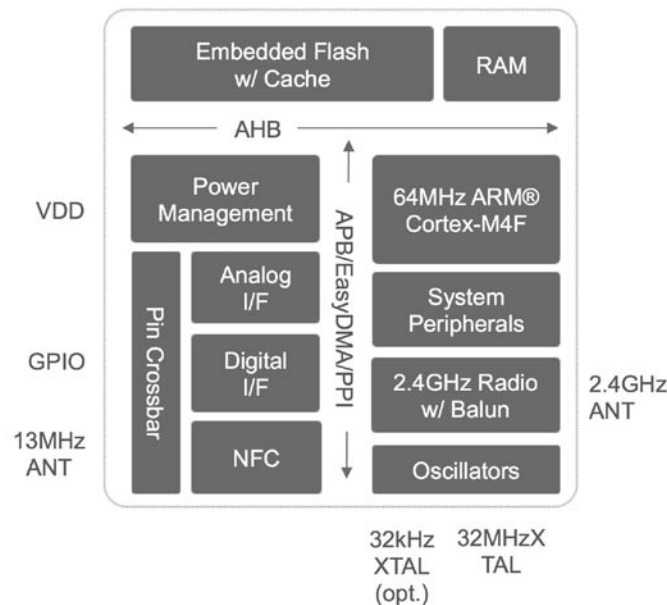 Embedded Flash
w/ Cache
RAM
AHB
VDD
Power
Management
64MHz ARM®
Cortex-M4F
APB/EasyDMA/PPI
Pin Crossbar
Analog
I/F
System
Peripherals
GPIO
Digital
I/F
2.4GHz Radio
w/ Balun
2.4GHz
ANT
13MHz
ANT
NFC
Oscillators
32kHz
XTAL
(opt.)
32MHzX
TAL